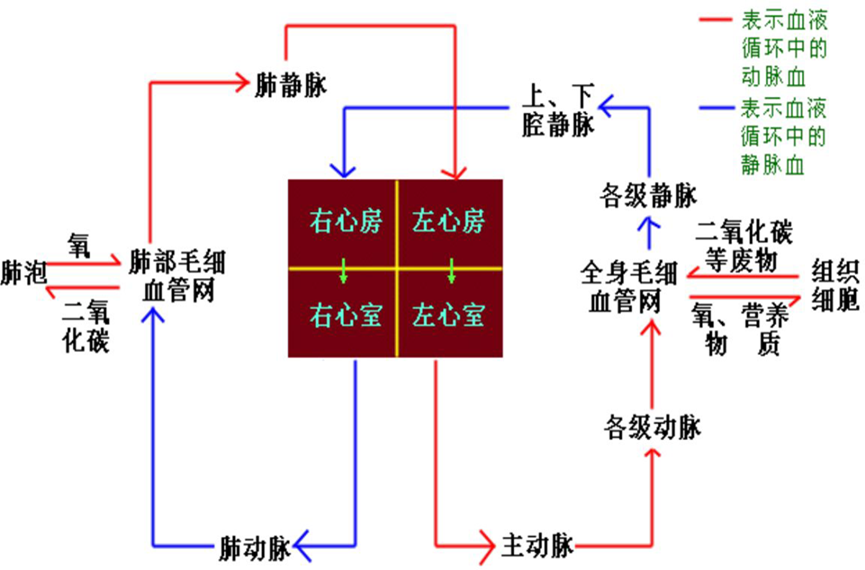 表示血液
循环中的
动脉血
表示血液
循环中的
静脉血
肺静脉
上、下
腔静脉
各级静脉
右心房
左心房
氧
肺泡
二氧
化碳
肺部毛细
血管网
二氧化碳
等废物
全身毛细
血管网
组织
细胞
氧、营养
物 质
右心室
左心室
各级动脉
肺动脉
主动脉